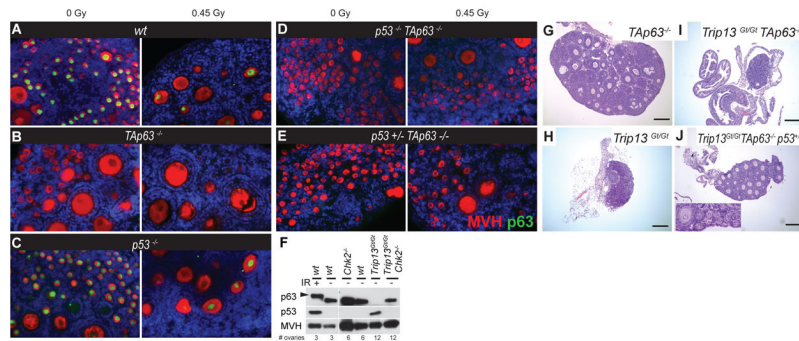 0 Gy 0.45 Gy 0 Gy 0.45 Gy
A wt
B TAp63 -/-
C p53 -/-
D p53 -/- TAp63 -/-
E p53 +/- TAp63 -/-
MVH p63
F
IR + wt - wt - Chk2-/- - wt - Trip13Gt/Gt - Trip13Gt/Gt Chk2-/-
p63
p53
MVH
# ovaries 3 3 6 6 12 12
G TAp63-/-
H Trip13 Gt/Gt
I Trip13 Gt/Gt TAp63-/
J Trip13Gt/Gt TAp63-/- p53+/